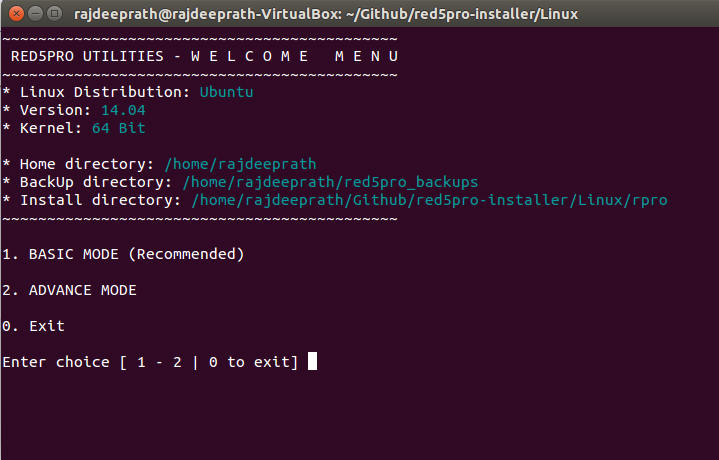 rajdeeprath@rajdeeprath-VirtualBox: ~/Github/red5pro-installer/Linux
~~~~~~~~~~~~~~~~~~~~~~~~~~~~~~~~~~~~~~~~~~~~
RED5PRO UTILITIES - W E L C O M E   M E N U
~~~~~~~~~~~~~~~~~~~~~~~~~~~~~~~~~~~~~~~~~~~~
* Linux Distribution: Ubuntu
* Version: 14.04
* Kernel: 64 Bit
* Home directory: /home/rajdeeprath
* BackUp directory: /home/rajdeeprath/red5pro_backups
* Install directory: /home/rajdeeprath/Github/red5pro-installer/Linux/rpro
~~~~~~~~~~~~~~~~~~~~~~~~~~~~~~~~~~~~~~~~~~~~
1. BASIC MODE (Recommended)
2. ADVANCE MODE
0. Exit
Enter choice [ 1 - 2 | 0 to exit]